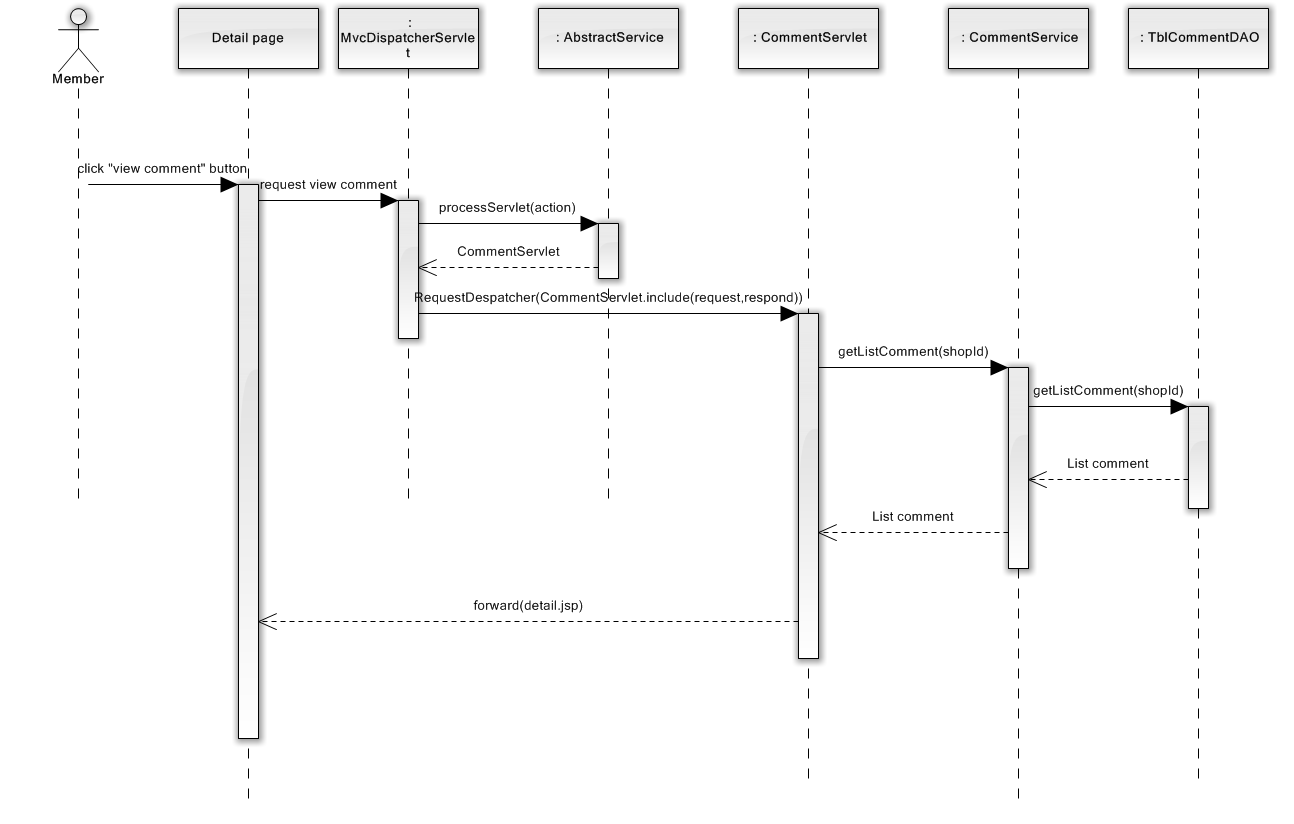 Member
Detail page
:
MvcDispatcherServle
t
: AbstractService
: CommentServlet
: CommentService
: TblCommentDAO
click "view comment" button
request view comment
processServlet(action)
CommentServlet
RequestDespatcher(CommentServlet.include(request,respond))
getListComment(shopId)
getListComment(shopId)
List comment
List comment
forward(detail.jsp)